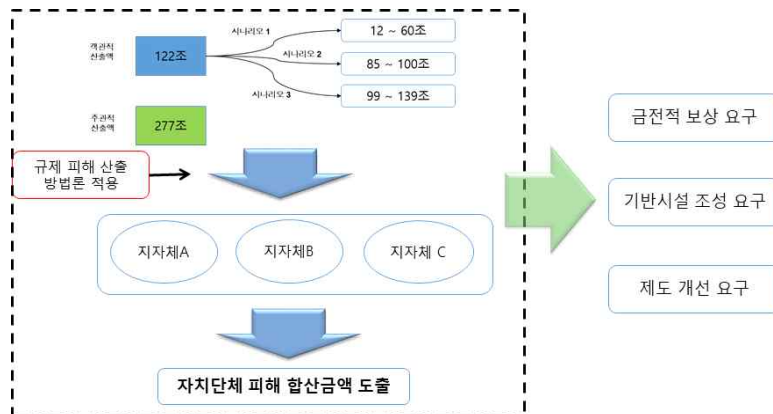 시나리오 1
12 ~ 60조
객관적
산출액
122조
시나리오 2
85 ~ 100조
시나리오 3
99 ~ 139조
주관적
산출액
277조
규제 피해 산출
방법론 적용
지자체A
지자체B
지자체 C
자치단체 피해 합산금액 도출
금전적 보상 요구
기반시설 조성 요구
제도 개선 요구